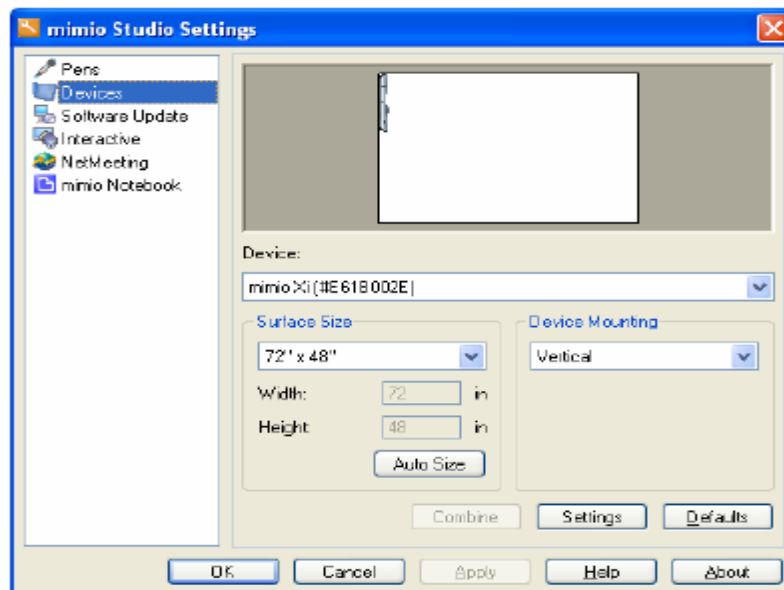 mimio Studio Settings
Pens
Devices
Software Update
Interactive
NetMeeting
mimio Notebook
Device:
mimio Xi (#E61B002E)
Surface Size
72" x 48"
Width: 72 in
Height: 48 in
Auto Size
Device Mounting
Vertical
Combine Settings Defaults
OK Cancel Apply Help About